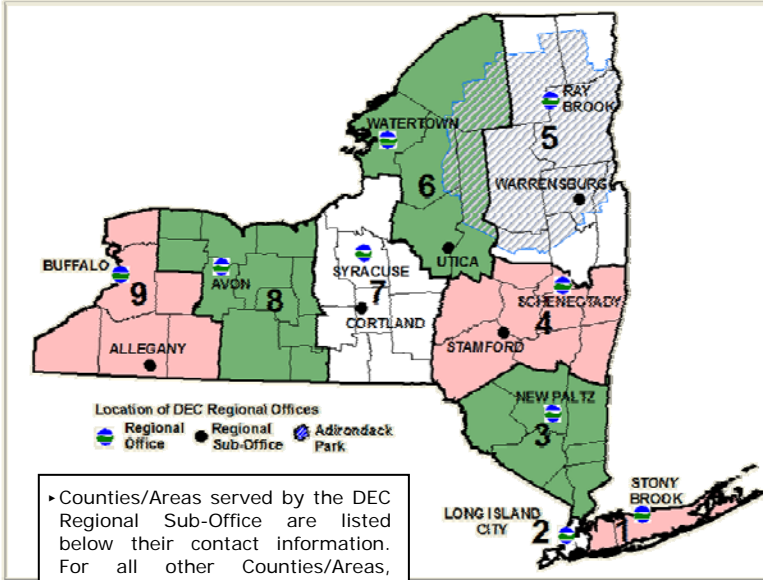 RAY
BROOK
5
WATERTOWN
6
WARRENSBURG
UTICA
BUFFALO
9
AVON
8
SYRACUSE
7
CORTLAND
SCHENECTADY
4
STAMFORD
ALLEGANY
NEW PALTZ
3
Location of DEC Regional Offices
Regional
Office
Regional
Sub-Office
Adirondack
Park
STONY
BROOK
LONG ISLAND
CITY
2
1
▸Counties/Areas served by the DEC
Regional Sub-Office are listed
below their contact information.
For all other Counties/Areas,